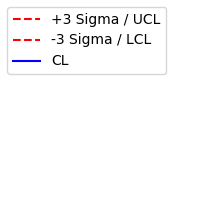 +3 Sigma / UCL
-3 Sigma / LCL
CL